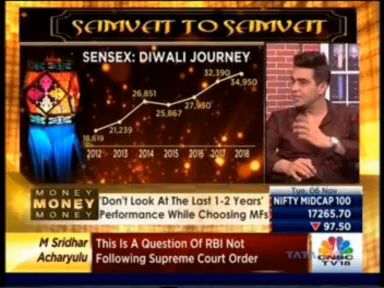 SAMVAT TO SAMVAT
SENSEX: DIWALI JOURNEY
32,390
34,950
26,851
27,930
25,867
21,239
18,619
2012 2013 2014 2015 2016 2017 2018
Tue, 06 Nov
MONEY
MONEY
MONEY
'Don't Look At The Last 1-2 Years'
Performance While Choosing MFs
NIFTY MIDCAP 100
17265.70
▼ 97.50
M Sridhar
Acharyulu
This Is A Question Of RBI Not
Following Supreme Court Order
TATA
CNBC
TV18